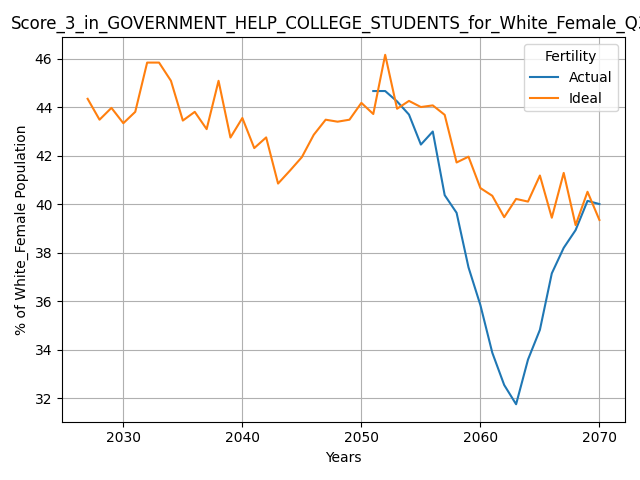 Score_3_in_GOVERNMENT_HELP_COLLEGE_STUDENTS_for_White_Female_Q
Fertility
Actual
Ideal
% of White_Female Population
46
44
42
40
38
36
34
32
2030
2040
2050
2060
2070
Years